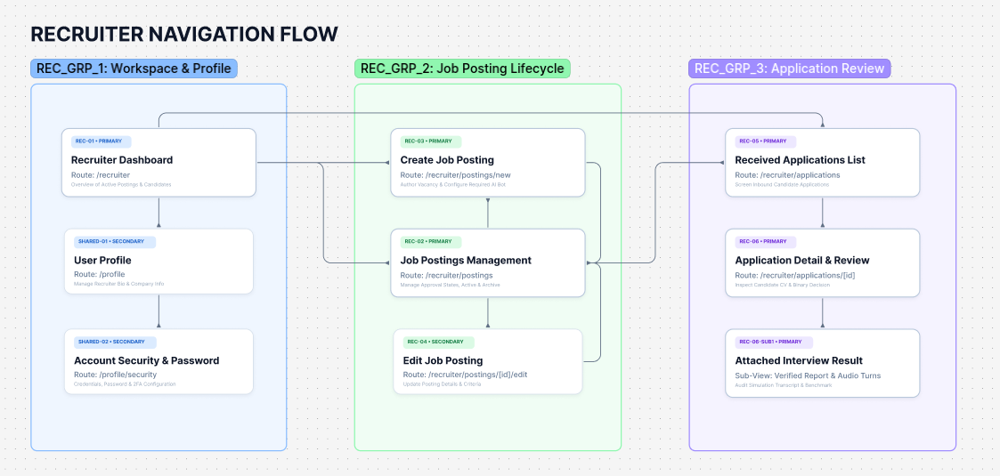 RECRUITER NAVIGATION FLOW
REC_GRP_1: Workspace & Profile
REC-01 • PRIMARY
Recruiter Dashboard
Route: /recruiter
Overview of Active Postings & Candidates
SHARED-01 • SECONDARY
User Profile
Route: /profile
Manage Recruiter Bio & Company Info
SHARED-02 • SECONDARY
Account Security & Password
Route: /profile/security
Credentials, Password & 2FA Configuration
REC_GRP_2: Job Posting Lifecycle
REC-03 • PRIMARY
Create Job Posting
Route: /recruiter/postings/new
Author Vacancy & Configure Required AI Bot
REC-02 • PRIMARY
Job Postings Management
Route: /recruiter/postings
Manage Approval States, Active & Archive
REC-04 • SECONDARY
Edit Job Posting
Route: /recruiter/postings/[id]/edit
Update Posting Details & Criteria
REC_GRP_3: Application Review
REC-05 • PRIMARY
Received Applications List
Route: /recruiter/applications
Screen Inbound Candidate Applications
REC-06 • PRIMARY
Application Detail & Review
Route: /recruiter/applications/[id]
Inspect Candidate CV & Binary Decision
REC-06-SUB1 • PRIMARY
Attached Interview Result
Sub-View: Verified Report & Audio Turns
Audit Simulation Transcript & Benchmark